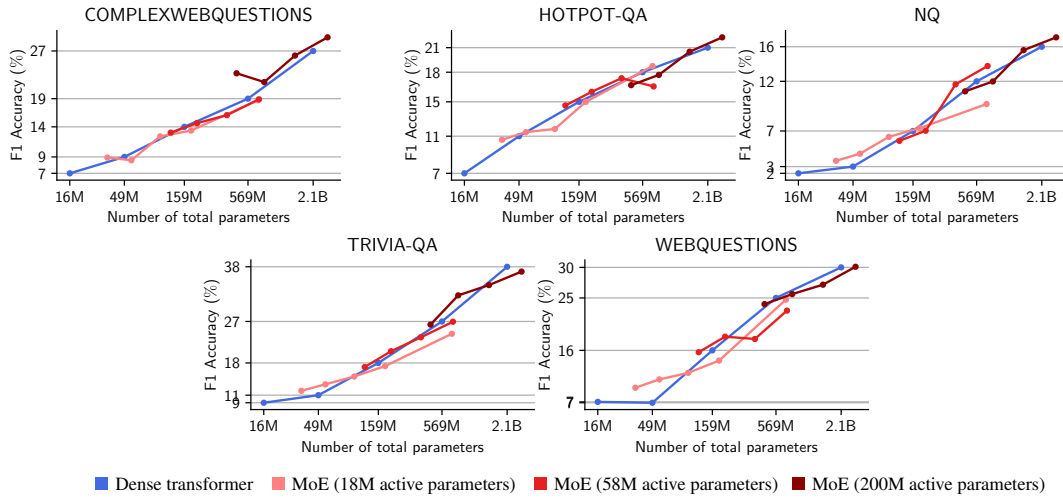 COMPLEXWEBQUESTIONS
F1 Accuracy (%)
27
19
14
9
7
16M 49M 159M 569M 2.1B
Number of total parameters
HOTPOT-QA
F1 Accuracy (%)
21
18
15
11
7
16M 49M 159M 569M 2.1B
Number of total parameters
NQ
F1 Accuracy (%)
16
12
7
3
2
16M 49M 159M 569M 2.1B
Number of total parameters
TRIVIA-QA
F1 Accuracy (%)
38
27
18
11
9
16M 49M 159M 569M 2.1B
Number of total parameters
WEBQUESTIONS
F1 Accuracy (%)
30
25
16
7
16M 49M 159M 569M 2.1B
Number of total parameters
Dense transformer MoE (18M active parameters) MoE (58M active parameters) MoE (200M active parameters)